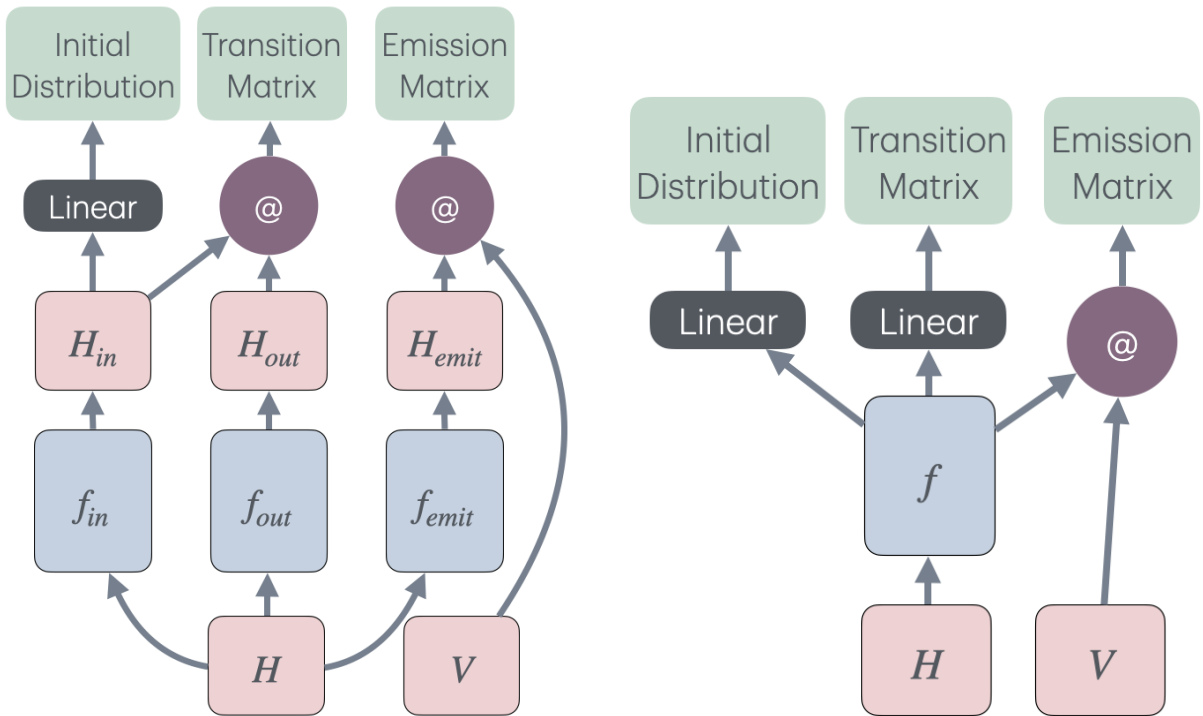 Initial
Distribution
Transition
Matrix
Emission
Matrix
Linear
@
@
H_in
H_out
H_emit
f_in
f_out
f_emit
H
V
Initial
Distribution
Transition
Matrix
Emission
Matrix
Linear
Linear
@
f
H
V